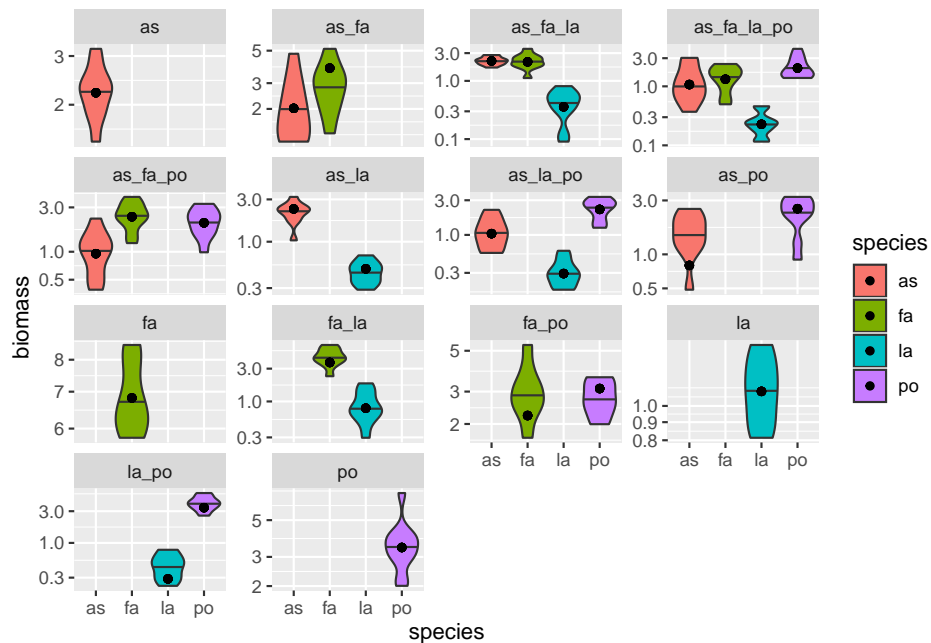 as
as_fa
as_fa_la
as_fa_la_po
3
2
5
3
2
3.0
1.0
0.3
0.1
3.0
1.0
0.3
0.1
as_fa_po
as_la
as_la_po
as_po
3.0
1.0
0.5
3.0
1.0
0.3
3.0
1.0
0.3
3.0
1.0
0.5
fa
fa_la
fa_po
la
8
7
6
3.0
1.0
0.3
5
3
2
1.0
0.9
0.8
as fa la po
as fa la po
la_po
po
3.0
1.0
0.3
5
3
2
as fa la po
as fa la po
species
biomass
species
as
fa
la
po